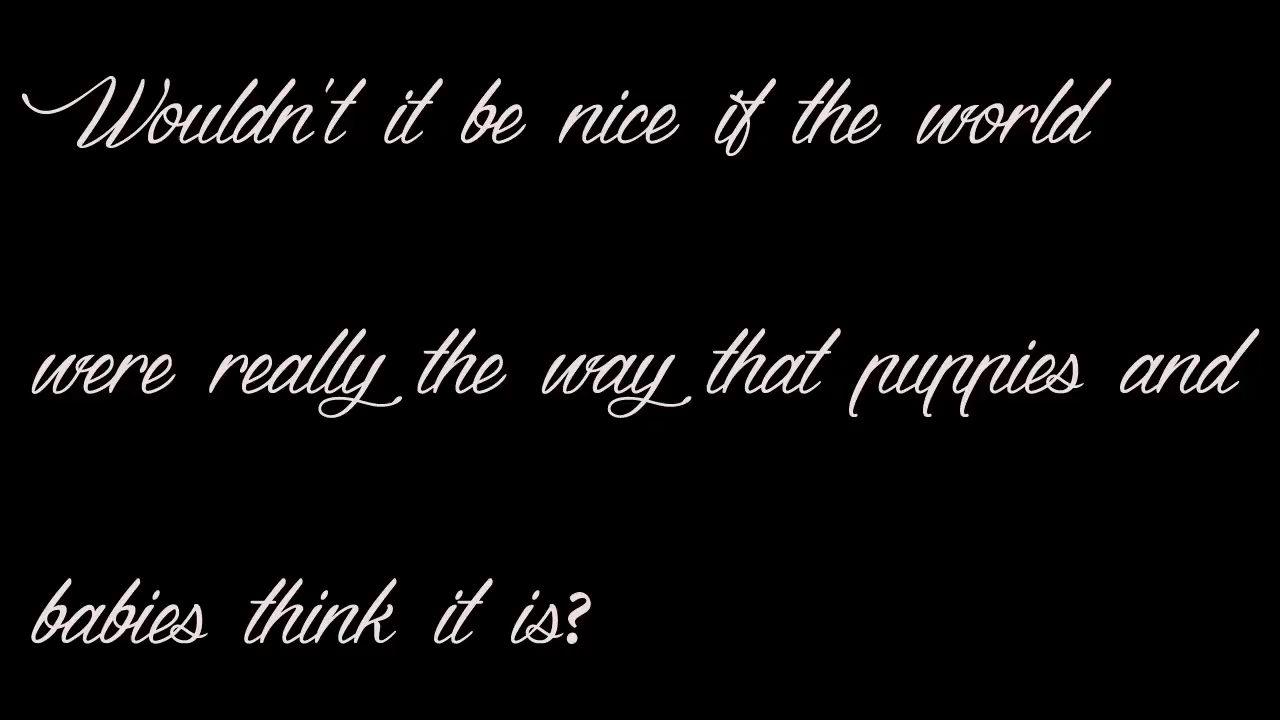 Wouldn't it be nice if the world
were really the way that puppies and
babies think it is?